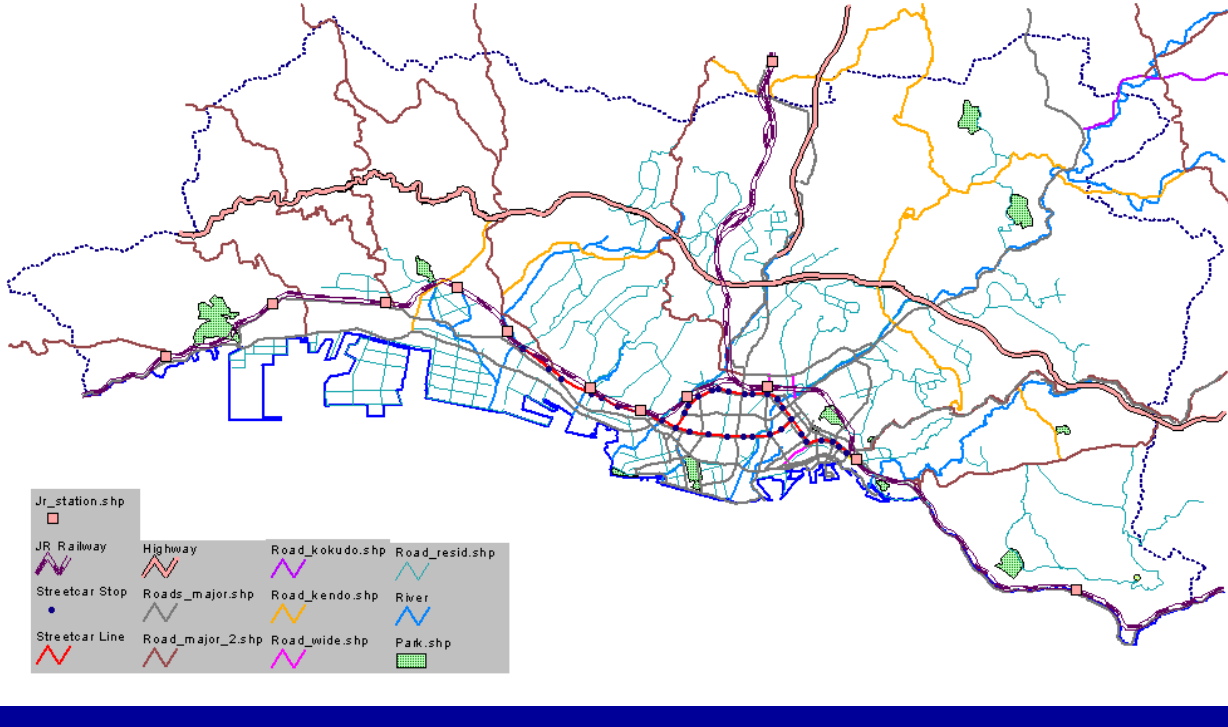 Jr_station.shp
JR Railway
Highway
Road_kokudo.shp
Road_resid.shp
Streetcar Stop
Roads_major.shp
Road_kendo.shp
River
Streetcar Line
Road_major_2.shp
Road_wide.shp
Park.shp